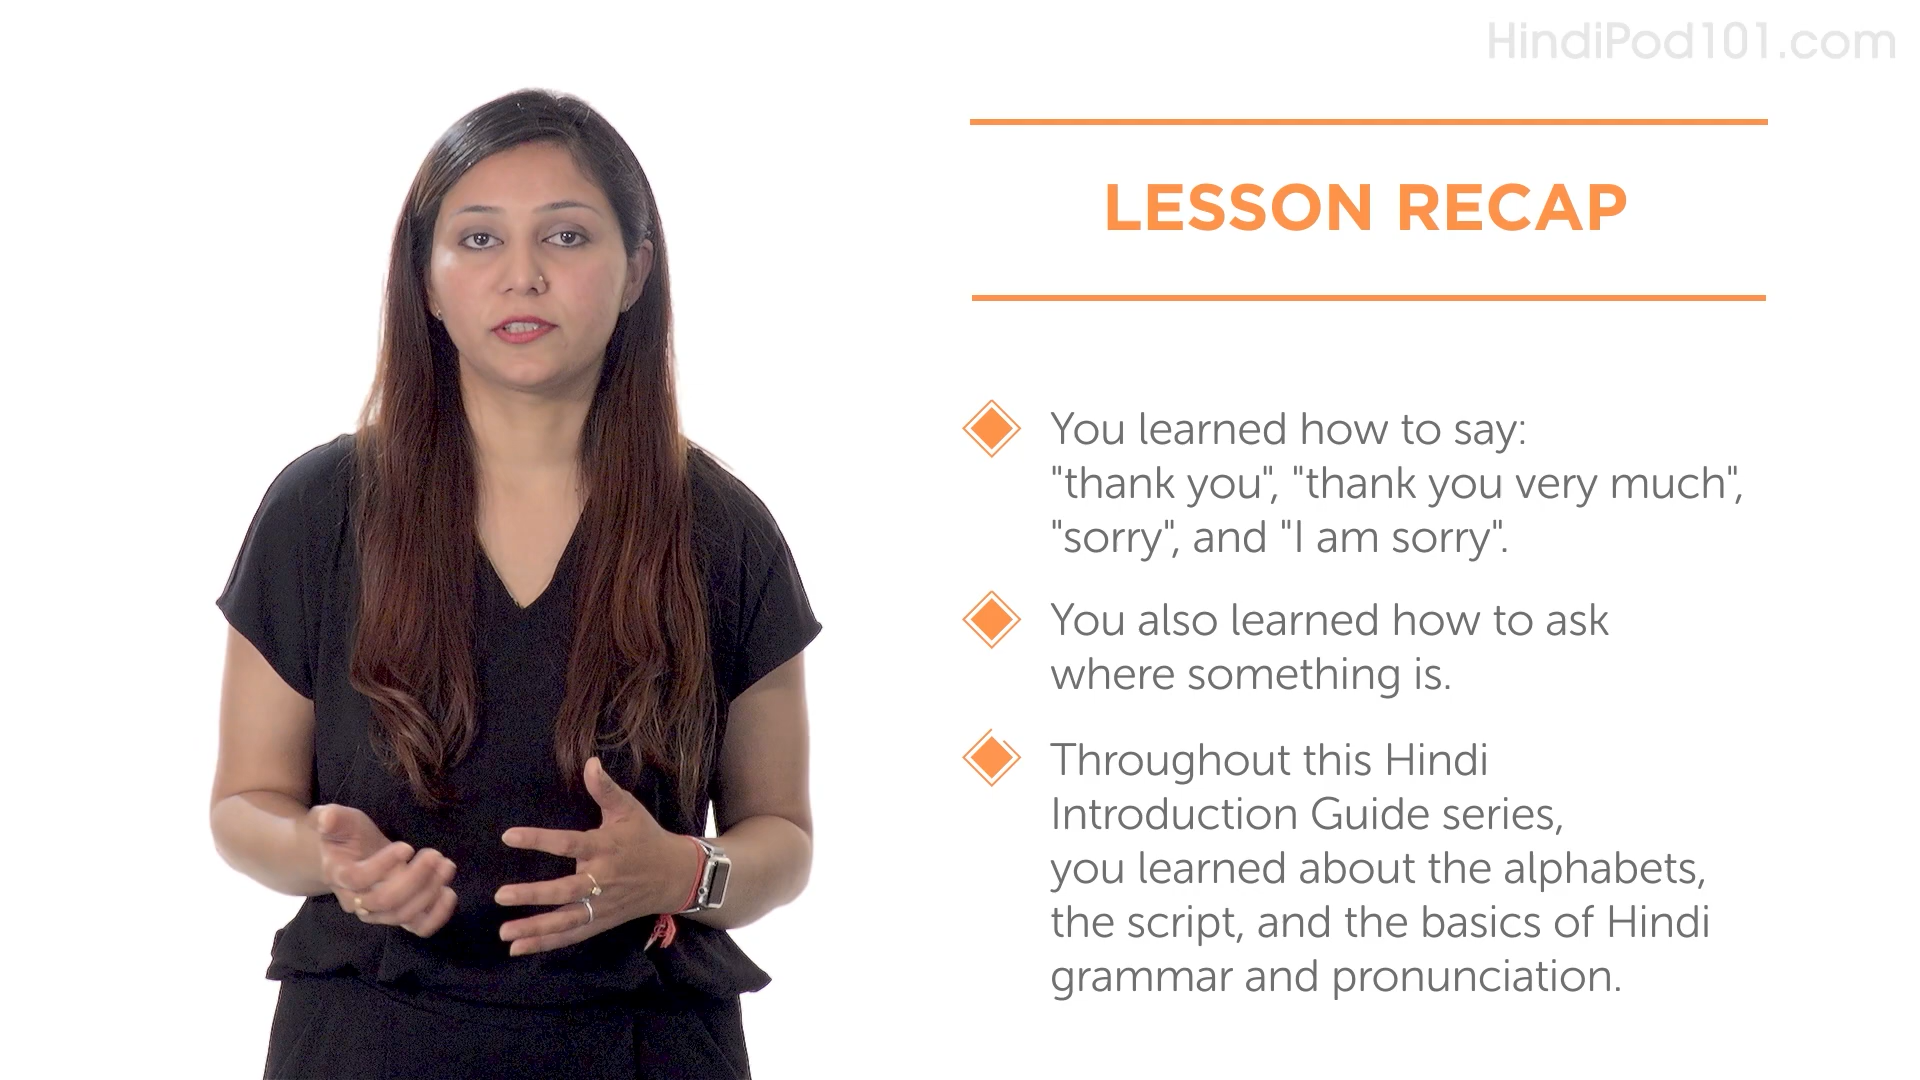 HindiPod101.com
LESSON RECAP
You learned how to say:
"thank you", "thank you very much",
"sorry", and "I am sorry".
You also learned how to ask
where something is.
Throughout this Hindi
Introduction Guide series,
you learned about the alphabets,
the script, and the basics of Hindi
grammar and pronunciation.